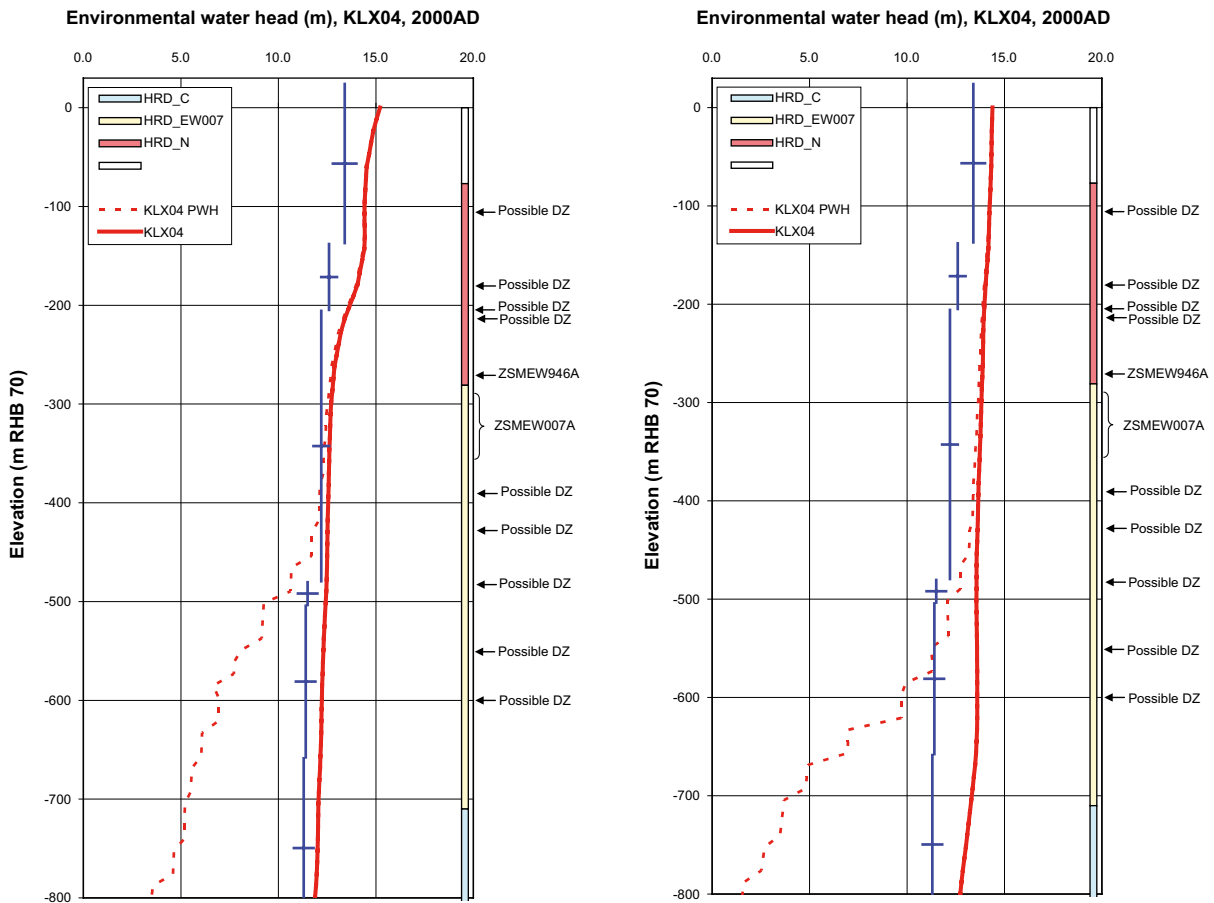 Environmental water head (m), KLX04, 2000AD
0.0 5.0 10.0 15.0 20.0
0
-100
-200
-300
-400
-500
-600
-700
-800
Elevation (m RHB 70)
HRD_C
HRD_EW007
HRD_N
KLX04 PWH
KLX04
Possible DZ
Possible DZ
Possible DZ
Possible DZ
ZSMEW946A
ZSMEW007A
Possible DZ
Possible DZ
Possible DZ
Possible DZ
Possible DZ
Environmental water head (m), KLX04, 2000AD
0.0 5.0 10.0 15.0 20.0
0
-100
-200
-300
-400
-500
-600
-700
-800
Elevation (m RHB 70)
HRD_C
HRD_EW007
HRD_N
KLX04 PWH
KLX04
Possible DZ
Possible DZ
Possible DZ
Possible DZ
ZSMEW946A
ZSMEW007A
Possible DZ
Possible DZ
Possible DZ
Possible DZ
Possible DZ